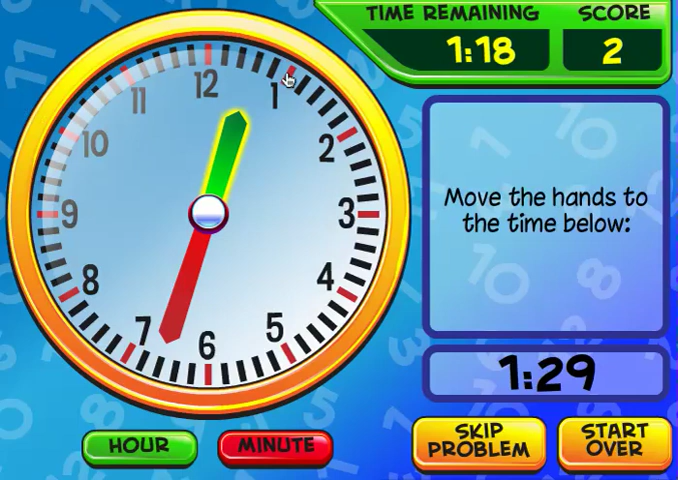 TIME REMAINING
SCORE
1:18
2
12
1
2
3
4
5
6
7
8
9
10
11
Move the hands to
the time below:
1:29
HOUR
MINUTE
SKIP
PROBLEM
START
OVER